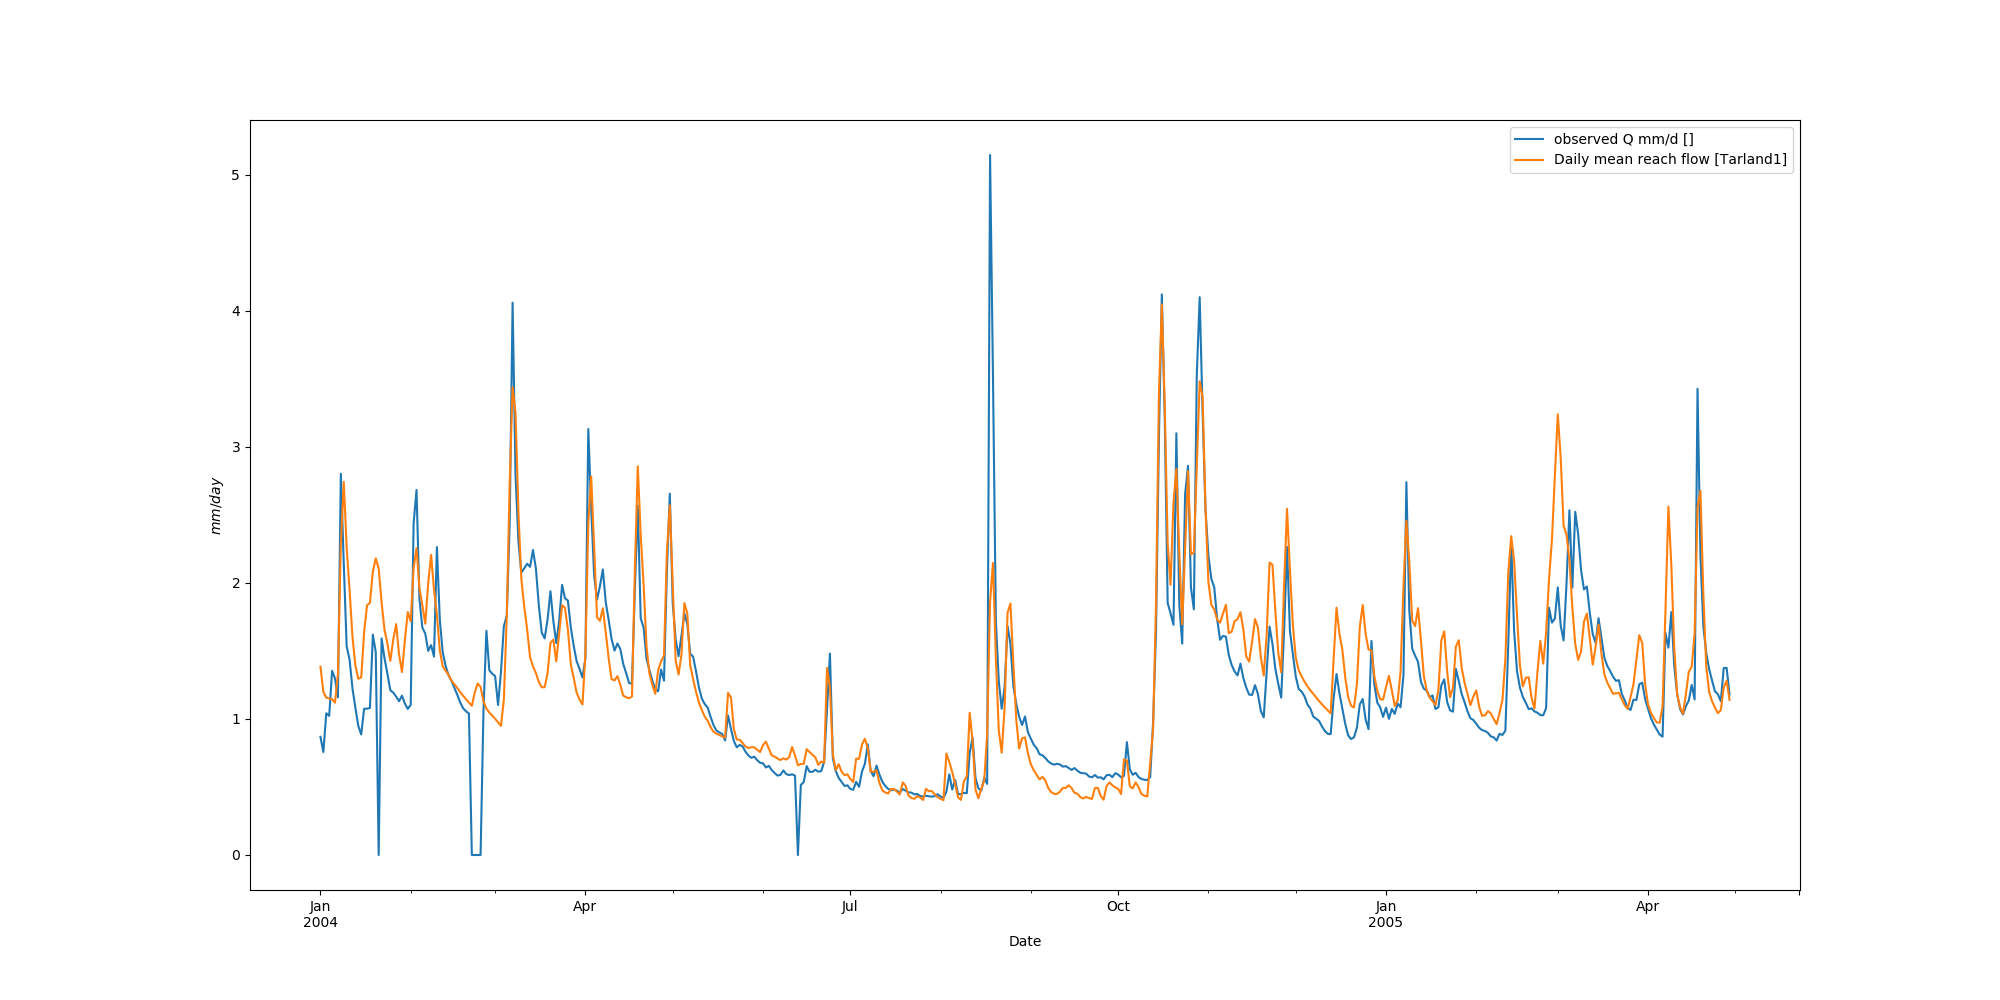 observed Q mm/d []
Daily mean reach flow [Tarland1]
5
4
3
2
1
0
mm/day
Jan Apr Jul Oct Jan Apr
2004 2005
Date